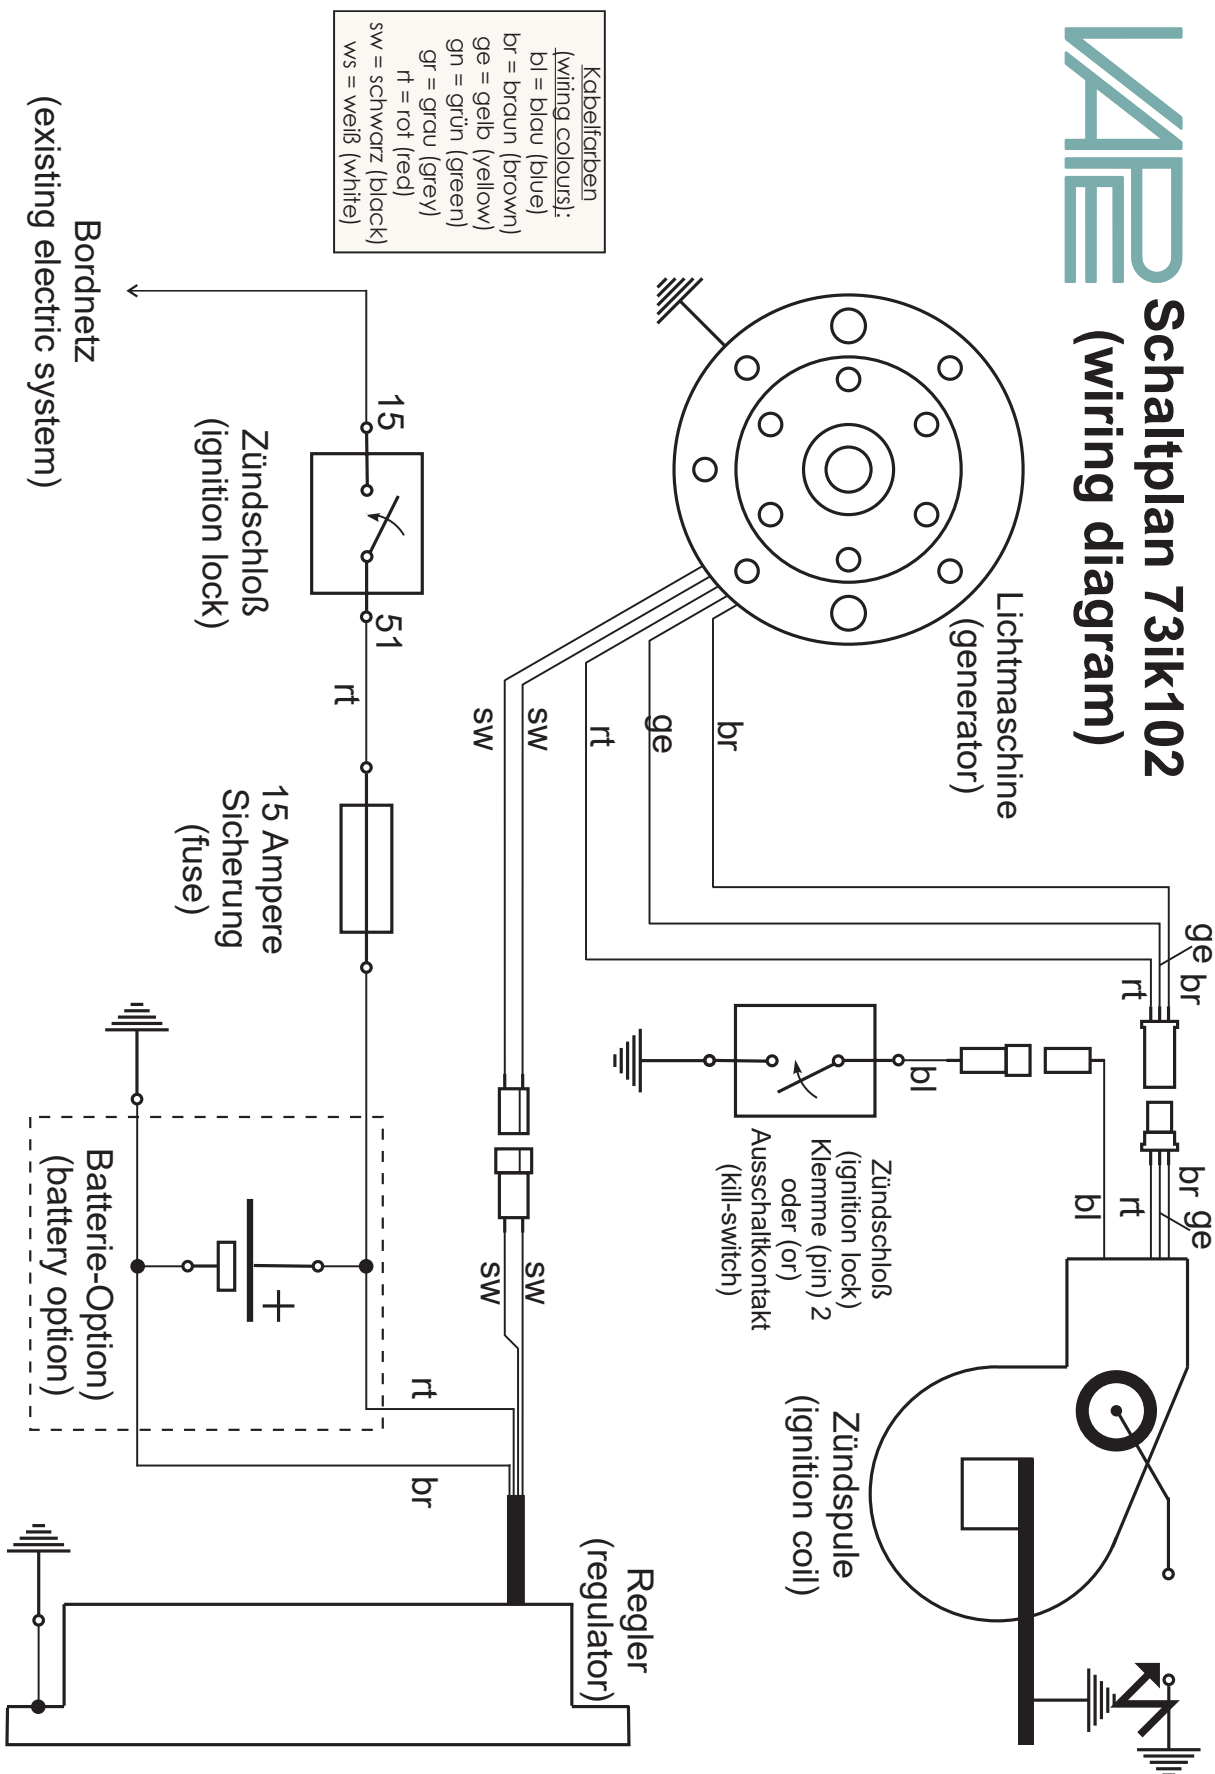 VAPE
Schaltplan 73ik102
(wiring diagram)
Lichtmaschine
(generator)
br
ge
rt
sw
sw
ge
br
rt
br
ge
rt
bl
bl
Zündschloß
(ignition lock)
Klemme (pin) 2
oder (or)
Ausschaltkontakt
(kill-switch)
Zündspule
(ignition coil)
sw
sw
Regler
(regulator)
Kabelfarben
(wiring colours):
bl = blau (blue)
br = braun (brown)
ge = gelb (yellow)
gn = grün (green)
gr = grau (grey)
rt = rot (red)
sw = schwarz (black)
ws = weiß (white)
15
51
Zündschloß
(ignition lock)
rt
15 Ampere
Sicherung
(fuse)
rt
br
+
Batterie-Option)
(battery option)
Bordnetz
(existing electric system)